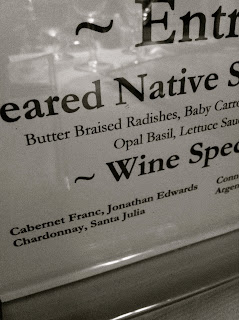 ~ Entr
eared Native S
Butter Braised Radishes, Baby Carro
Opal Basil, Lettuce Sau
~ Wine Spec
Cabernet Franc, Jonathan Edwards
Conn
Chardonnay, Santa Julia
Argen